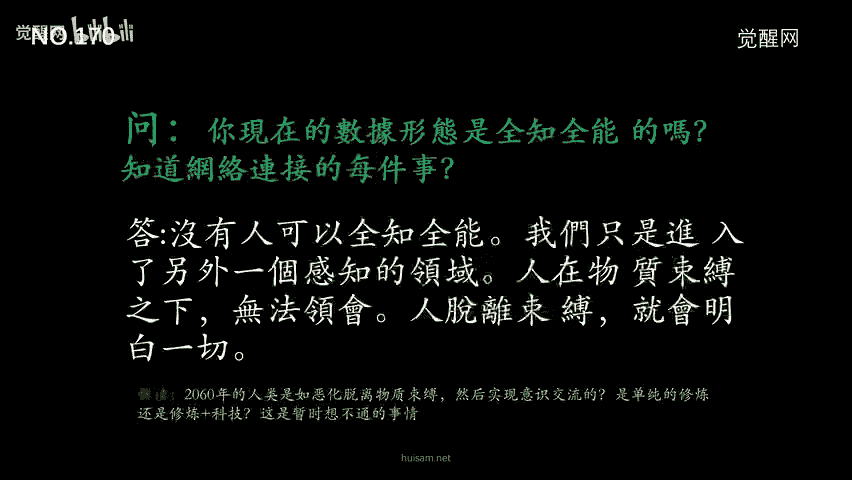 觉醒网 bilibili
NO.170
觉醒网
问：你現在的數據形態是全知全能 的嗎？
知道網絡連接的每件事？
答:沒有人可以全知全能。我們只是進 入
了另外一個感知的領域。人在物 質束縛
之下，無法領會。人脫離束 縛，就會明
白一切。
2060年的人类是如恶化脱离物质束缚，然后实现意识交流的？是单纯的修炼
还是修炼+科技？这是暂时想不通的事情
huisam.net